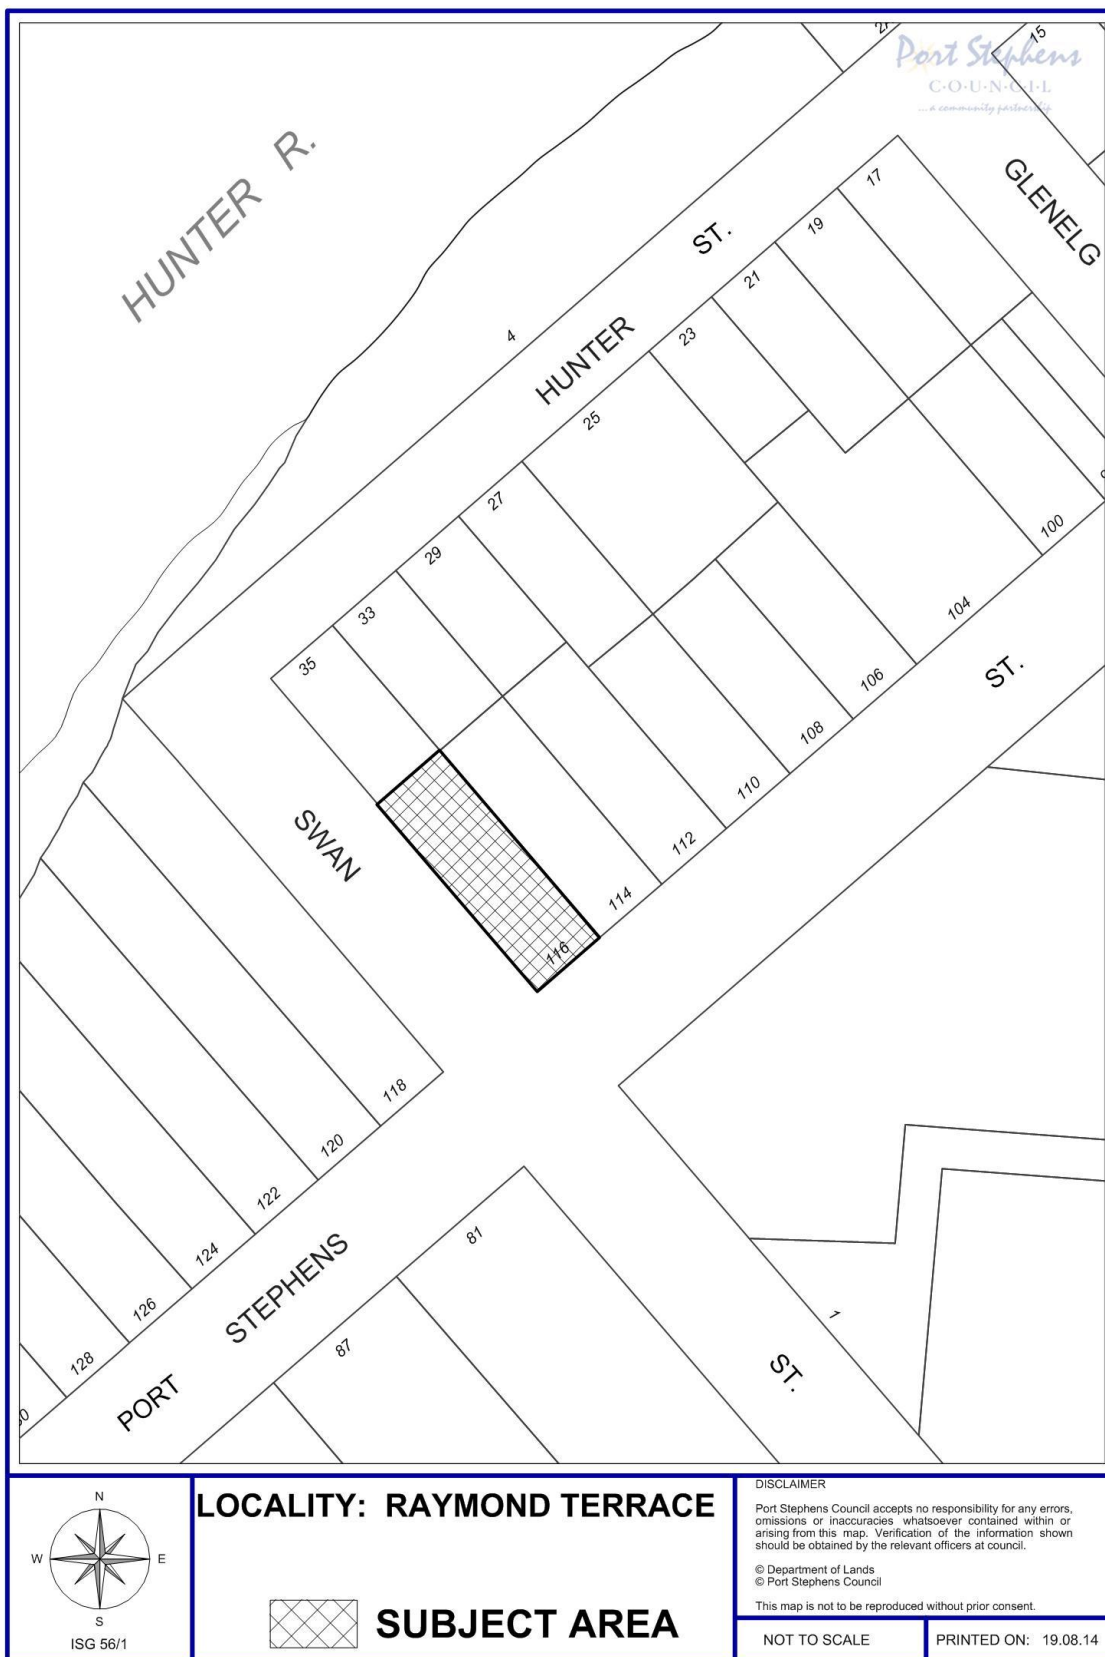 Port Stephens
C·O·U·N·C·I·L
... a community partnership
15
HUNTER R.
17
GLENELG
19
ST.
21
23
4
HUNTER
25
27
29
33
35
100
104
ST.
106
108
110
112
114
116
SWAN
118
120
122
124
126
128
81
87
1
PORT STEPHENS
ST.
N
W
E
S
ISG 56/1
LOCALITY: RAYMOND TERRACE
SUBJECT AREA
DISCLAIMER
Port Stephens Council accepts no responsibility for any errors,
omissions or inaccuracies whatsoever contained within or
arising from this map. Verification of the information shown
should be obtained by the relevant officers at council.
© Department of Lands
© Port Stephens Council
This map is not to be reproduced without prior consent.
NOT TO SCALE
PRINTED ON: 19.08.14